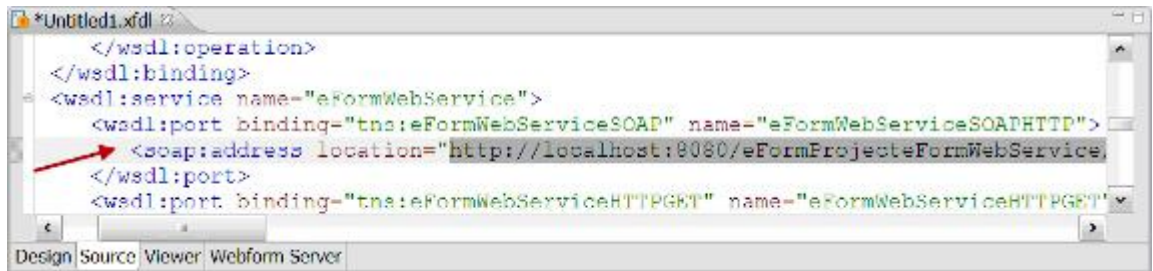 *Untitled1.xfdl
</wsdl:operation>
</wsdl:binding>
<wsdl:service name="eFormWebService">
<wsdl:port binding="tns:eFormWebServiceSOAP" name="eFormWebServiceSOAPHTTP">
<soap:address location="http://localhost:8080/eFormProjecteFormWebService/
</wsdl:port>
<wsdl:port binding="tns:eFormWebServiceHTTPGET" name="eFormWebServiceHTTPGET"
Design Source Viewer Webform Server